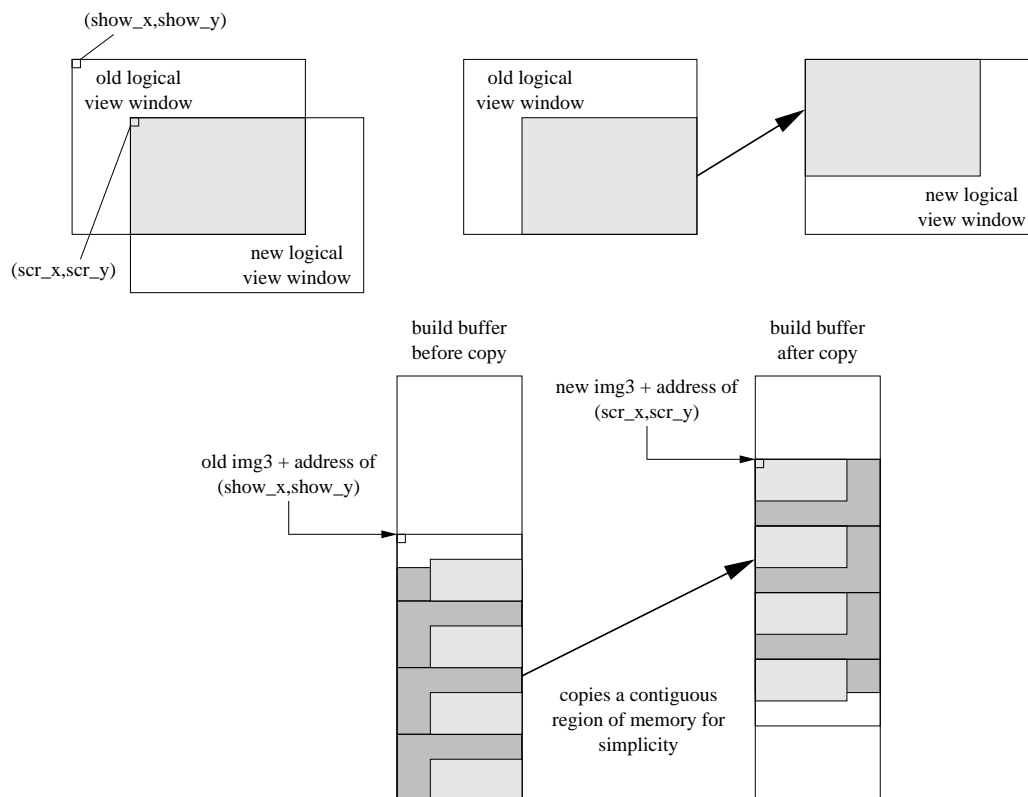 (show_x,show_y)
old logical
view window
new logical
view window
(scr_x,scr_y)
old logical
view window
new logical
view window
build buffer
before copy
build buffer
after copy
new img3 + address of
(scr_x,scr_y)
old img3 + address of
(show_x,show_y)
copies a contiguous
region of memory for
simplicity